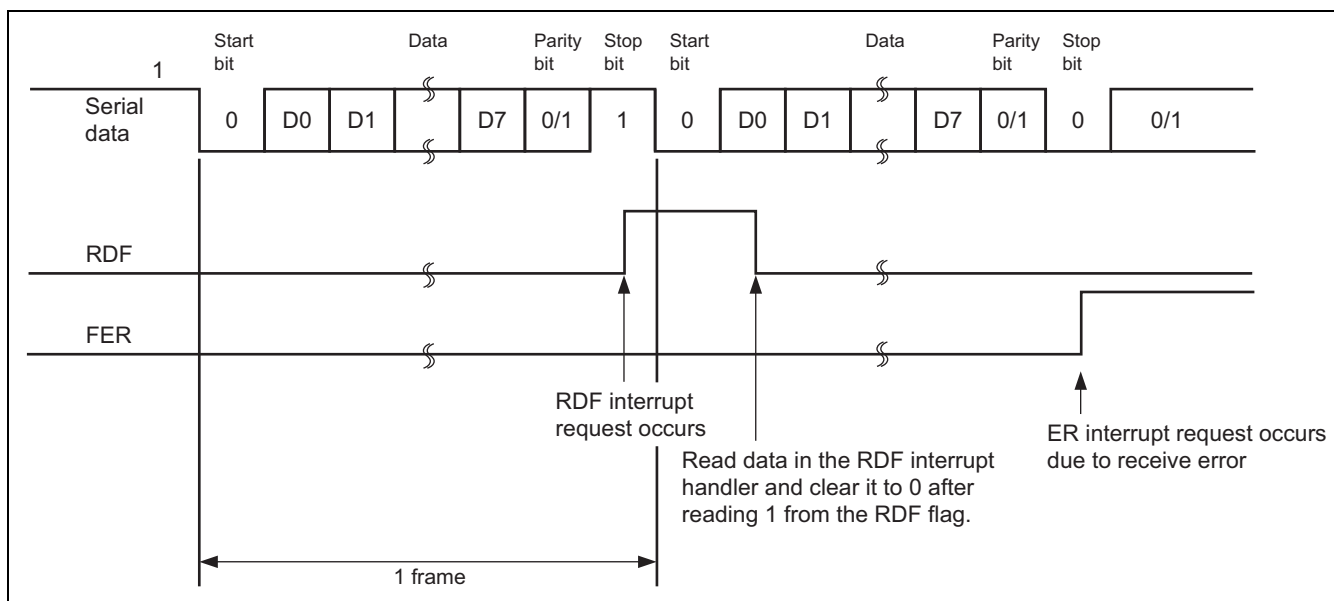 Start bit
Data
Parity bit
Stop bit
Start bit
Data
Parity bit
Stop bit
1
Serial data
0
D0
D1
D7
0/1
1
0
D0
D1
D7
0/1
0
0/1
RDF
FER
RDF interrupt
request occurs
Read data in the RDF interrupt
handler and clear it to 0 after
reading 1 from the RDF flag.
ER interrupt request occurs
due to receive error
1 frame